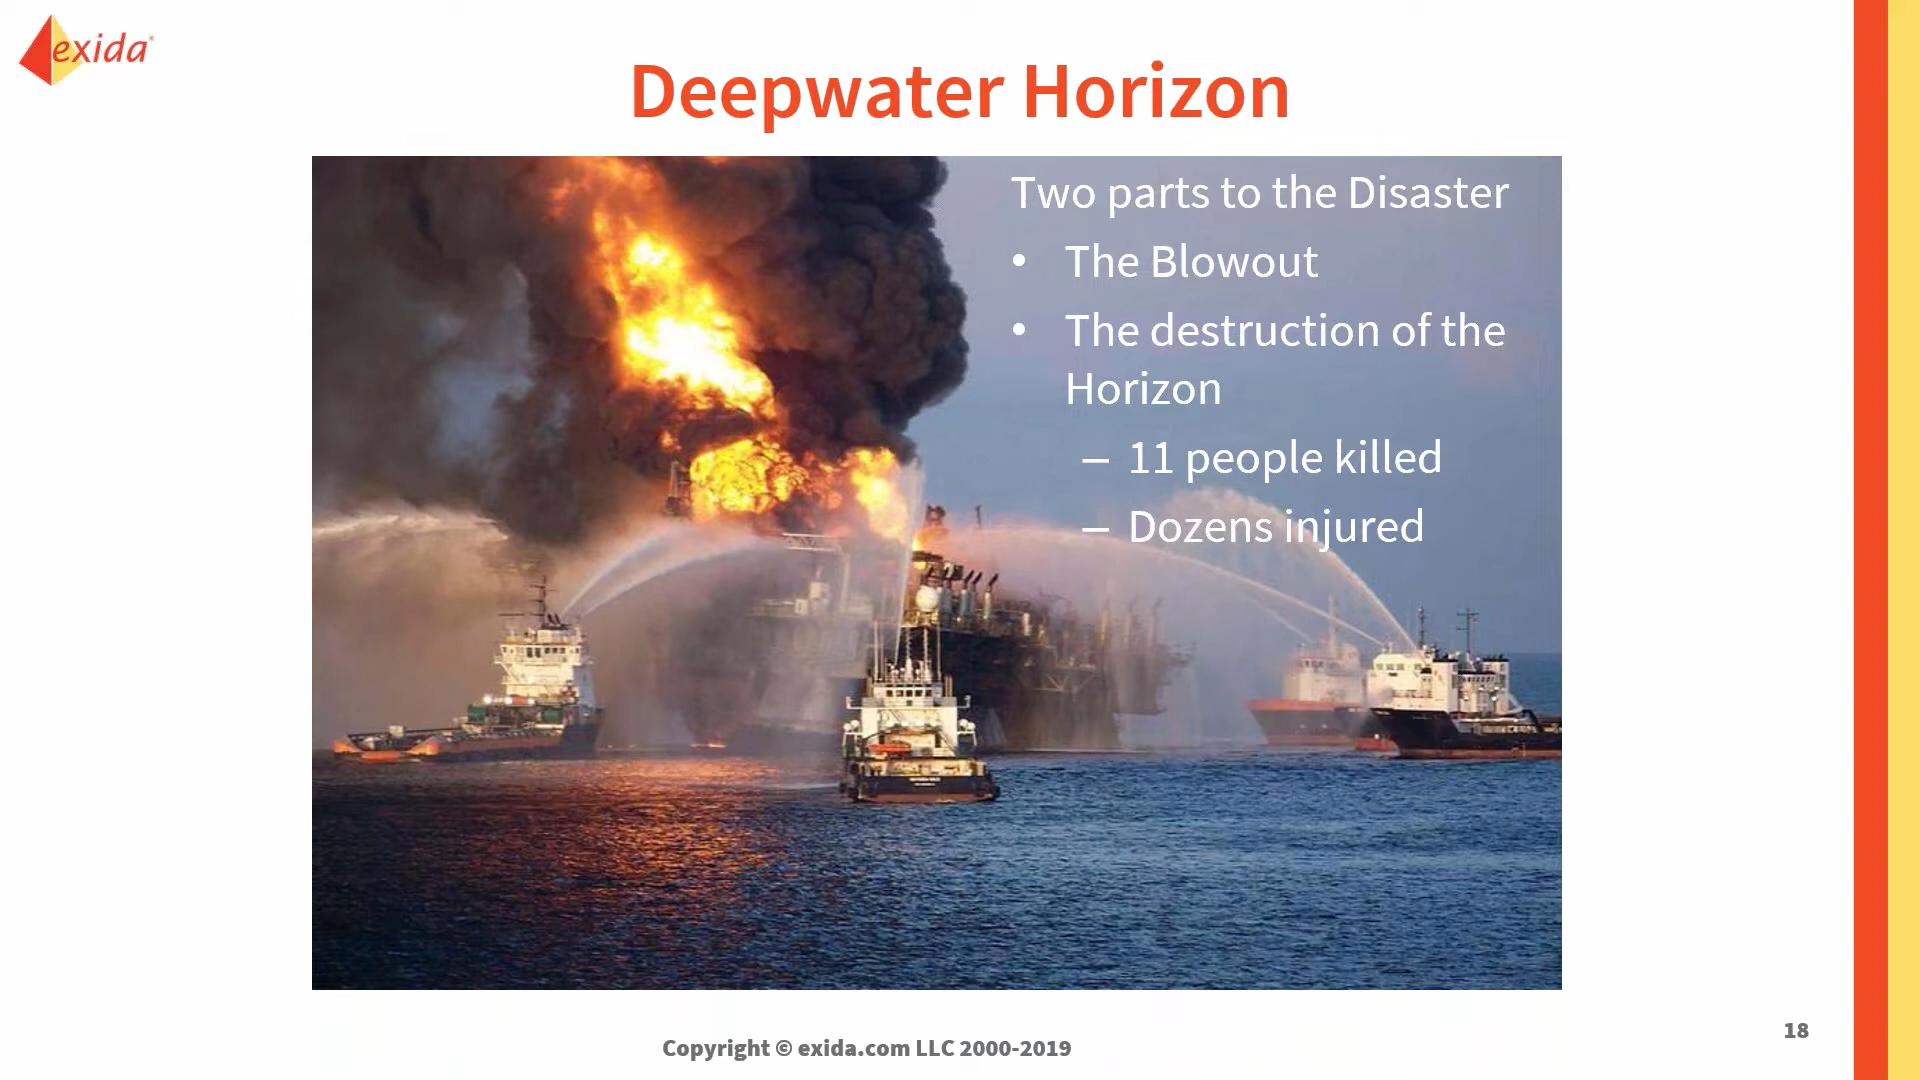 exida
Deepwater Horizon
Two parts to the Disaster
• The Blowout
• The destruction of the
Horizon
– 11 people killed
– Dozens injured
18
Copyright © exida.com LLC 2000-2019